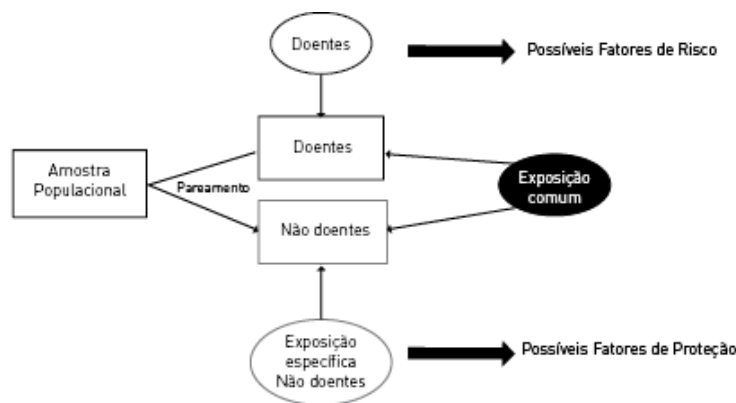 Doentes
Possíveis Fatores de Risco
Doentes
Amostra
Populacional
Pareamento
Exposição
comum
Não doentes
Exposição
específica
Não doentes
Possíveis Fatores de Proteção